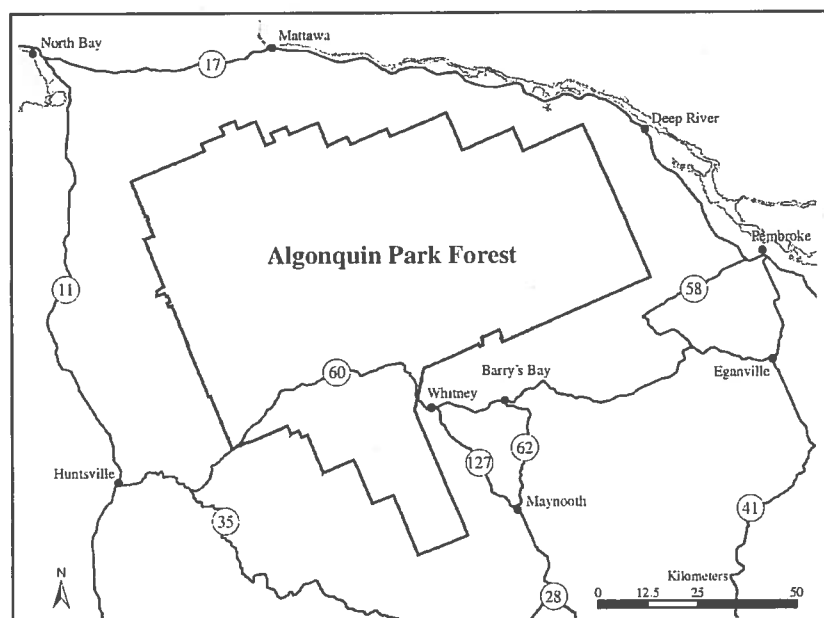 North Bay
Mattawa
17
Deep River
Pembroke
Algonquin Park Forest
11
58
60
Barry's Bay
Eganville
Whitney
Huntsville
127
62
Maynooth
35
41
N
Kilometers
28
0 12.5 25 50